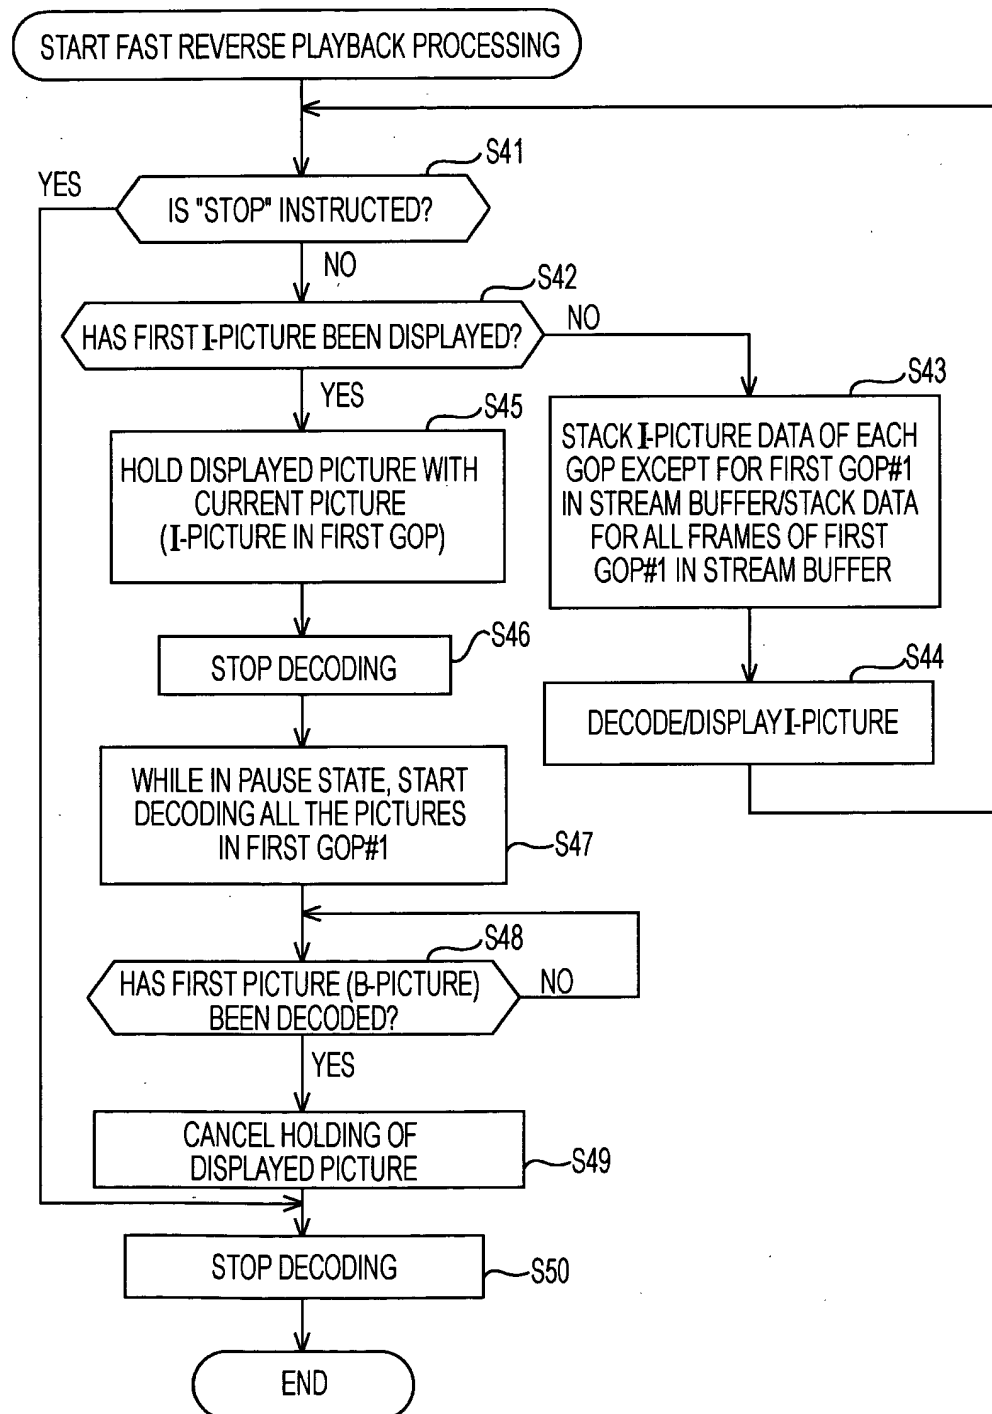 START FAST REVERSE PLAYBACK PROCESSING
S41
YES
IS "STOP" INSTRUCTED?
NO
S42
HAS FIRST I-PICTURE BEEN DISPLAYED?
NO
YES
S43
STACK I-PICTURE DATA OF EACH
GOP EXCEPT FOR FIRST GOP#1
IN STREAM BUFFER/STACK DATA
FOR ALL FRAMES OF FIRST
GOP#1 IN STREAM BUFFER
S45
HOLD DISPLAYED PICTURE WITH
CURRENT PICTURE
(I-PICTURE IN FIRST GOP)
S46
STOP DECODING
S44
DECODE/DISPLAY I-PICTURE
WHILE IN PAUSE STATE, START
DECODING ALL THE PICTURES
IN FIRST GOP#1
S47
S48
HAS FIRST PICTURE (B-PICTURE)
BEEN DECODED?
NO
YES
CANCEL HOLDING OF
DISPLAYED PICTURE
S49
STOP DECODING
S50
END